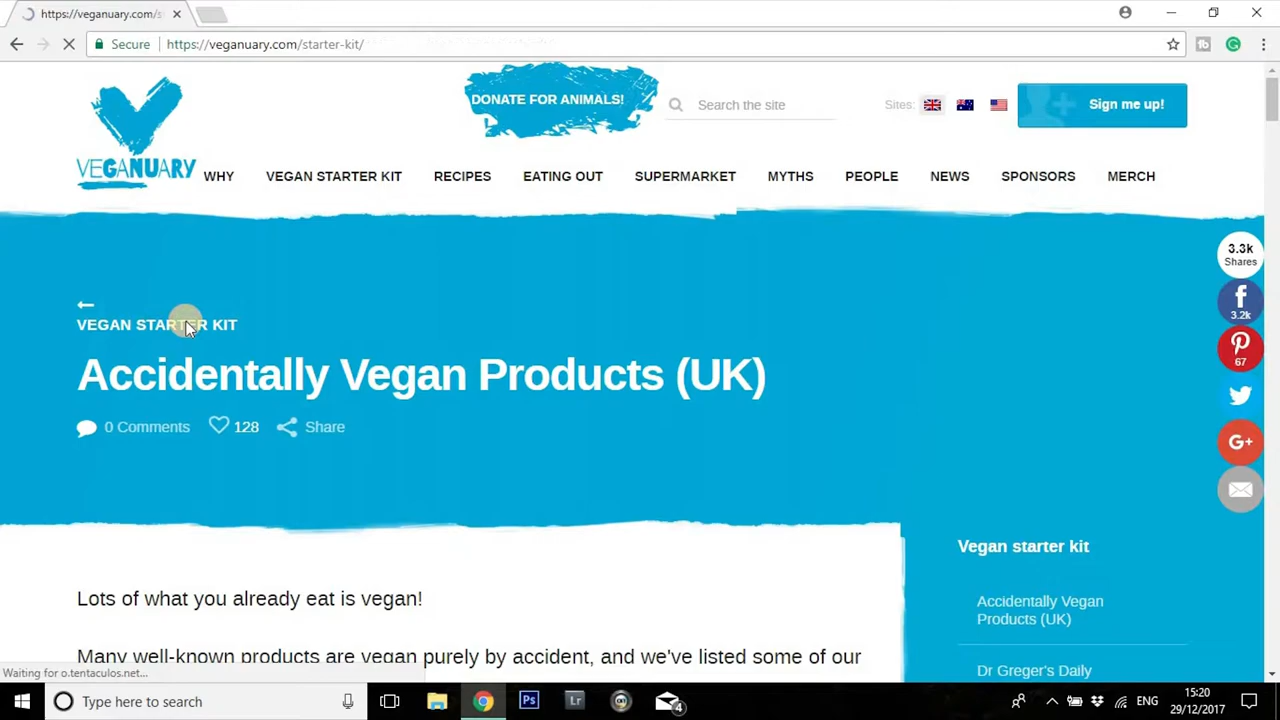 https://veganuary.com/s
Secure https://veganuary.com/starter-kit/
DONATE FOR ANIMALS!
Search the site
Sites:
Sign me up!
VEGANUARY
WHY VEGAN STARTER KIT RECIPES EATING OUT SUPERMARKET MYTHS PEOPLE NEWS SPONSORS MERCH
3.3k
Shares
3.2k
67
G+
VEGAN STARTER KIT
Accidentally Vegan Products (UK)
0 Comments 128 Share
Lots of what you already eat is vegan!
Many well-known products are vegan purely by accident, and we've listed some of our
Vegan starter kit
Accidentally Vegan
Products (UK)
Dr Greger's Daily
Waiting for o.tentaculos.net...
Type here to search
Ps
Lr
4
ENG
15:20
29/12/2017